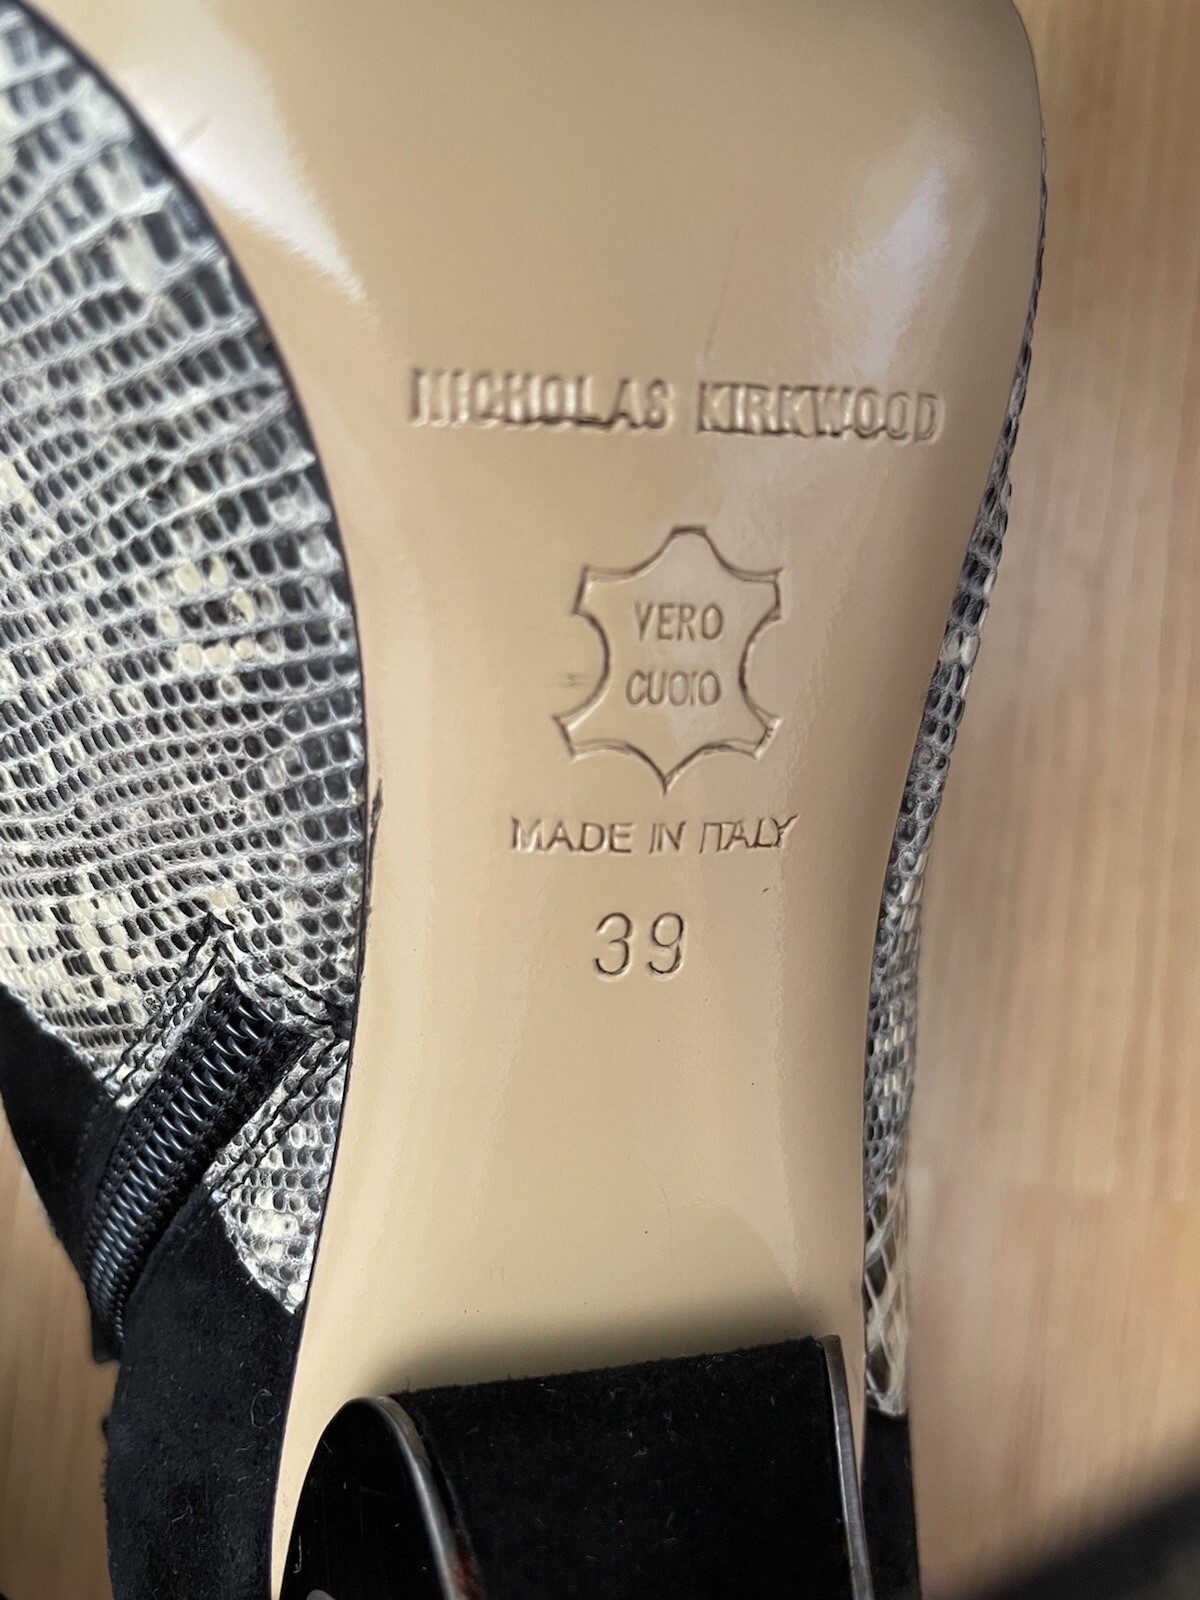 NICHOLAS KIRKWOOD
VERO
CUOIO
MADE IN ITALY
39